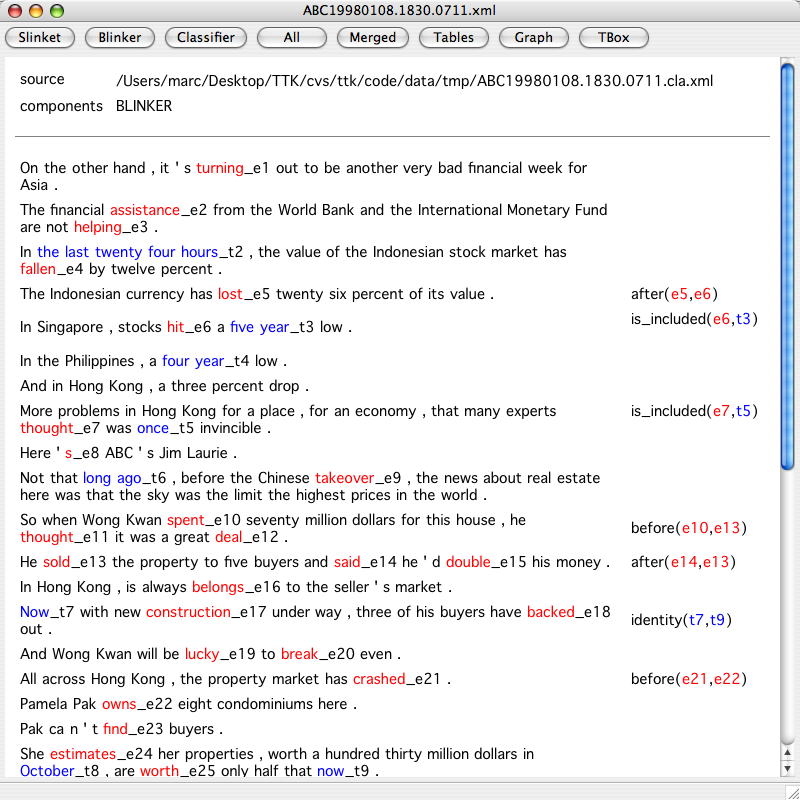 ABC19980108.1830.0711.xml
Slinket Blinker Classifier All Merged Tables Graph TBox
source /Users/marc/Desktop/TTK/cvs/ttk/code/data/tmp/ABC19980108.1830.0711.cla.xml
components BLINKER
On the other hand , it ' s turning_e1 out to be another very bad financial week for
Asia .
The financial assistance_e2 from the World Bank and the International Monetary Fund
are not helping_e3 .
In the last twenty four hours_t2 , the value of the Indonesian stock market has
fallen_e4 by twelve percent .
The Indonesian currency has lost_e5 twenty six percent of its value . after(e5,e6)
In Singapore , stocks hit_e6 a five year_t3 low . is_included(e6,t3)
In the Philippines , a four year_t4 low .
And in Hong Kong , a three percent drop .
More problems in Hong Kong for a place , for an economy , that many experts is_included(e7,t5)
thought_e7 was once_t5 invincible .
Here ' s_e8 ABC ' s Jim Laurie .
Not that long ago_t6 , before the Chinese takeover_e9 , the news about real estate
here was that the sky was the limit the highest prices in the world .
So when Wong Kwan spent_e10 seventy million dollars for this house , he before(e10,e13)
thought_e11 it was a great deal_e12 .
He sold_e13 the property to five buyers and said_e14 he ' d double_e15 his money . after(e14,e13)
In Hong Kong , is always belongs_e16 to the seller ' s market .
Now_t7 with new construction_e17 under way , three of his buyers have backed_e18 identity(t7,t9)
out .
And Wong Kwan will be lucky_e19 to break_e20 even .
All across Hong Kong , the property market has crashed_e21 . before(e21,e22)
Pamela Pak owns_e22 eight condominiums here .
Pak ca n ' t find_e23 buyers .
She estimates_e24 her properties , worth a hundred thirty million dollars in
October_t8 , are worth_e25 only half that now_t9 .